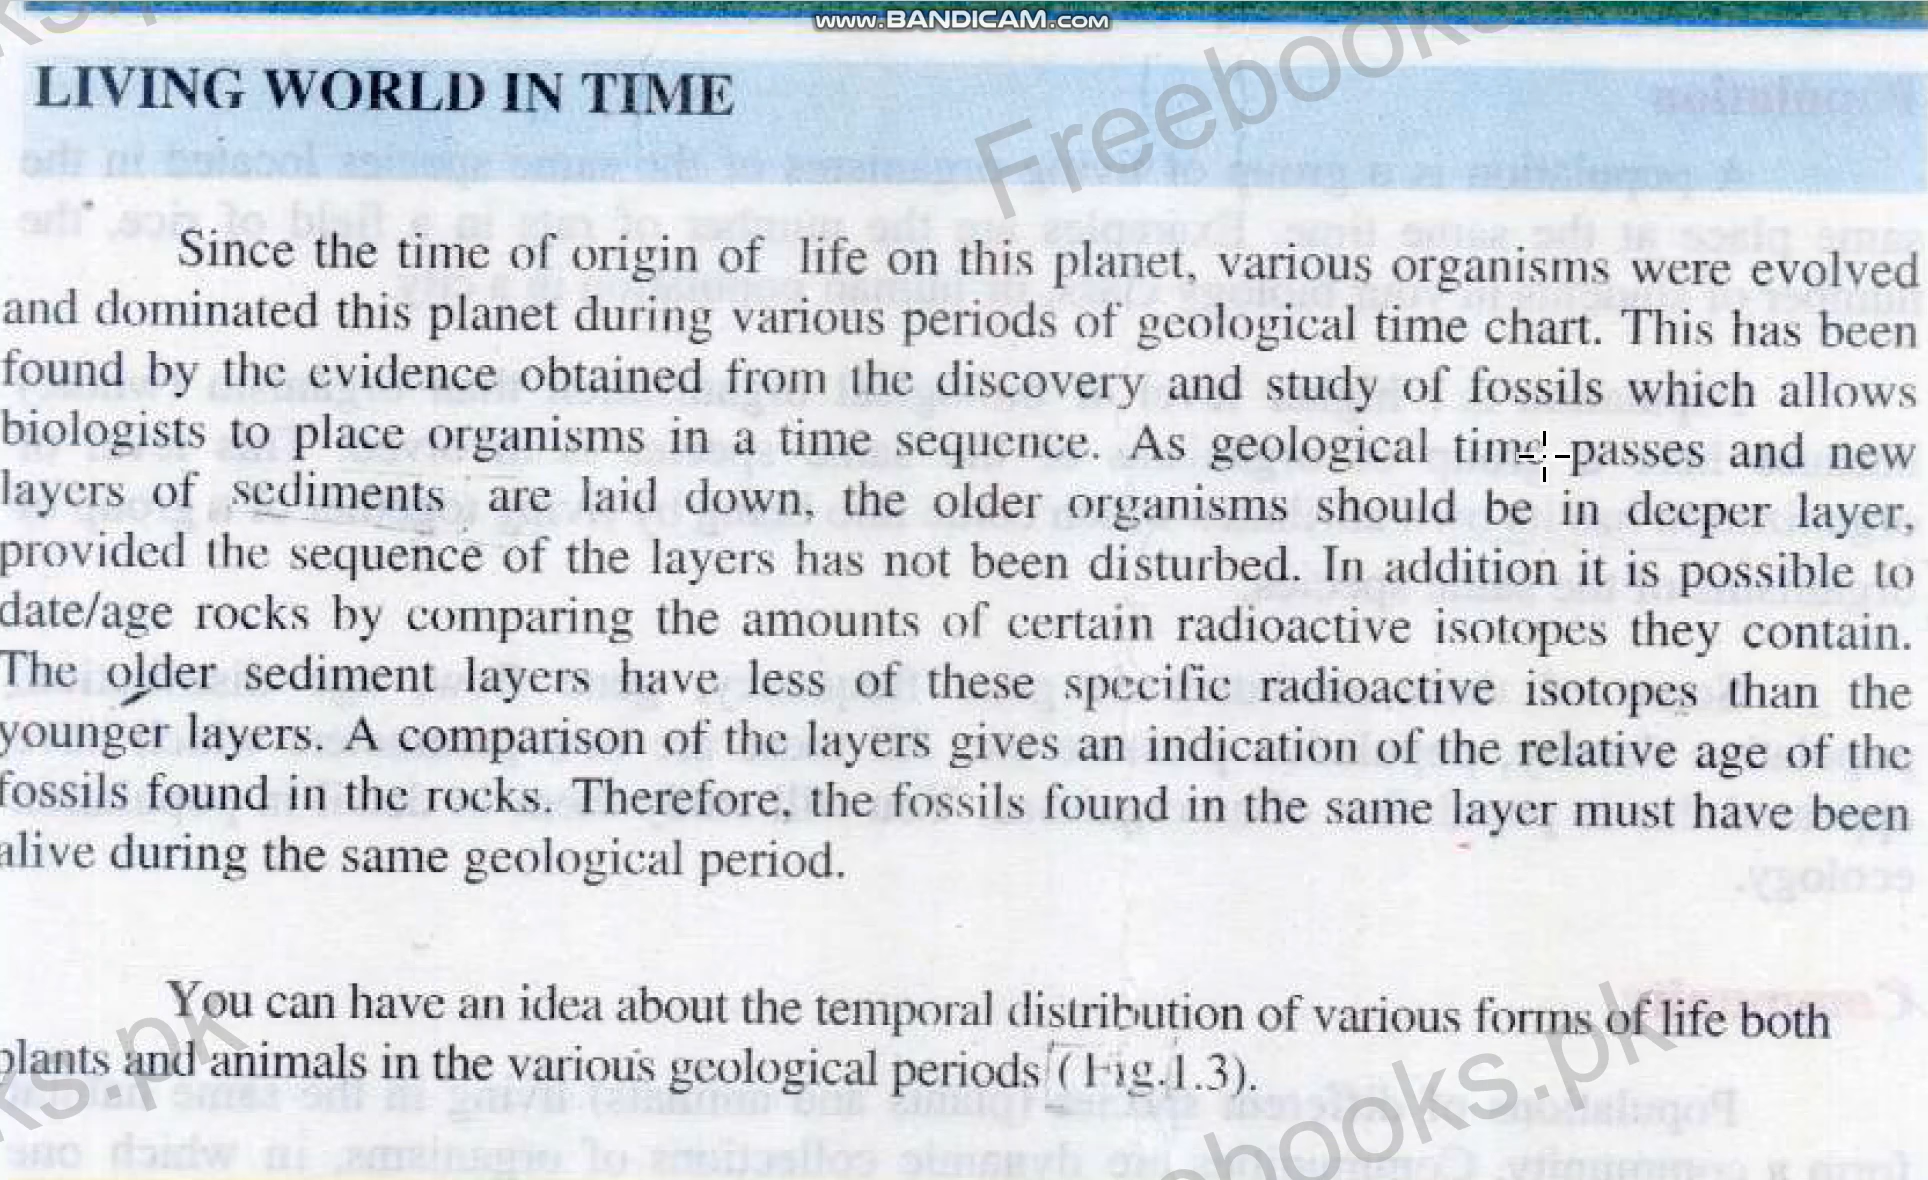 www.BANDICAM.com
LIVING WORLD IN TIME
Freebooks
Since the time of origin of life on this planet, various organisms were evolved
and dominated this planet during various periods of geological time chart. This has been
found by the evidence obtained from the discovery and study of fossils which allows
biologists to place organisms in a time sequence. As geological time passes and new
layers of sediments are laid down, the older organisms should be in deeper layer,
provided the sequence of the layers has not been disturbed. In addition it is possible to
date/age rocks by comparing the amounts of certain radioactive isotopes they contain.
The older sediment layers have less of these specific radioactive isotopes than the
younger layers. A comparison of the layers gives an indication of the relative age of the
fossils found in the rocks. Therefore, the fossils found in the same layer must have been
alive during the same geological period.
You can have an idea about the temporal distribution of various forms of life both
plants and animals in the various geological periods (Fig.1.3).
ks.pk
ebooks.pk